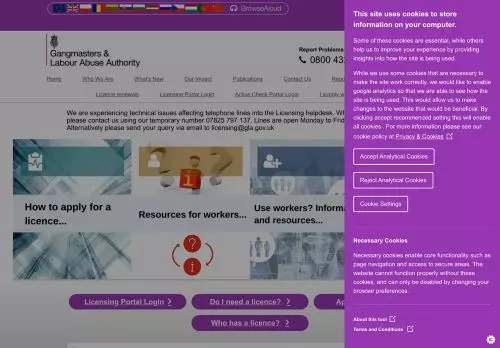 BrowseAloud
Gangmasters &
Labour Abuse Authority
Report Problems
0800 432
Home
Who We Are
What's New
Our Impact
Publications
Contact Us
Licence renewals
Licensing Portal Login
Active Check Portal Login
I supply w
We are experiencing technical issues affecting telephone lines into the Licensing helpdesk.
please contact us using our temporary number 07825 797 137. Lines are open Monday to Frid
Alternatively please send your query via email to licensing@gla.gov.uk
How to apply for a
licence...
Resources for workers...
Use workers? Informa
and resources...
Licensing Portal Login
Do I need a licence?
Ap
Who has a licence?
This site uses cookies to store
information on your computer.
Some of these cookies are essential, while others
help us to improve your experience by providing
insights into how the site is being used.
While we use some cookies that are necessary to
make the site work correctly, we would like to enable
google analytics so that we are able to see how the
site is being used. This would allow us to make
changes to the website that would be beneficial. By
clicking accept recommended setting this will enable
all cookies. For more information please see our
cookie policy at Privacy & Cookies
Accept Analytical Cookies
Reject Analytical Cookies
Cookie Settings
Necessary Cookies
Necessary cookies enable core functionality such as
page navigation and access to secure areas. The
website cannot function properly without these
cookies, and can only be disabled by changing your
browser preferences.
About this tool
Terms and Conditions